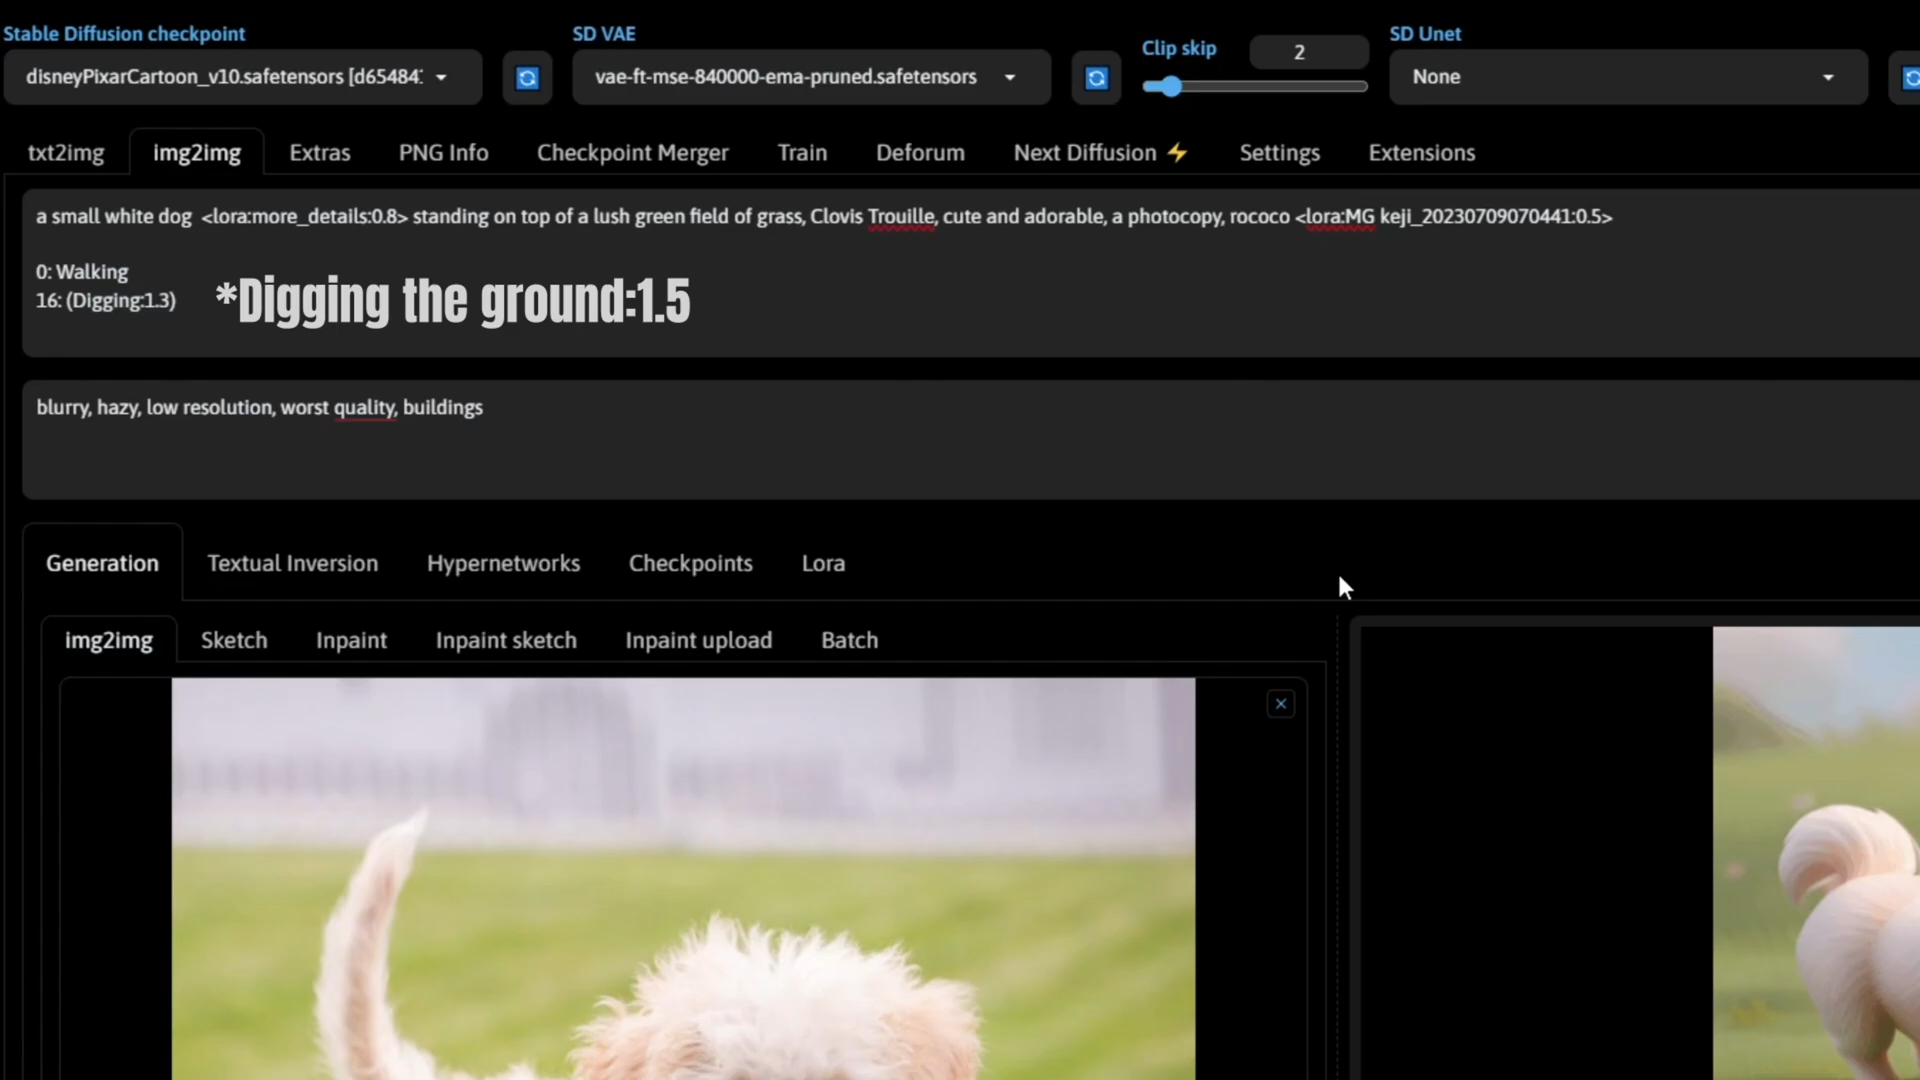 Stable Diffusion checkpoint
SD VAE
Clip skip
2
SD Unet
disneyPixarCartoon_v10.safetensors [d65484:
vae-ft-mse-840000-ema-pruned.safetensors
None
txt2img
img2img
Extras
PNG Info
Checkpoint Merger
Train
Deforum
Next Diffusion ⚡
Settings
Extensions
a small white dog <lora:more_details:0.8> standing on top of a lush green field of grass, Clovis Trouille, cute and adorable, a photocopy, rococo <lora:MG keji_20230709070441:0.5>
0: Walking
16: (Digging:1.3)
*Digging the ground:1.5
blurry, hazy, low resolution, worst quality, buildings
Generation
Textual Inversion
Hypernetworks
Checkpoints
Lora
img2img
Sketch
Inpaint
Inpaint sketch
Inpaint upload
Batch